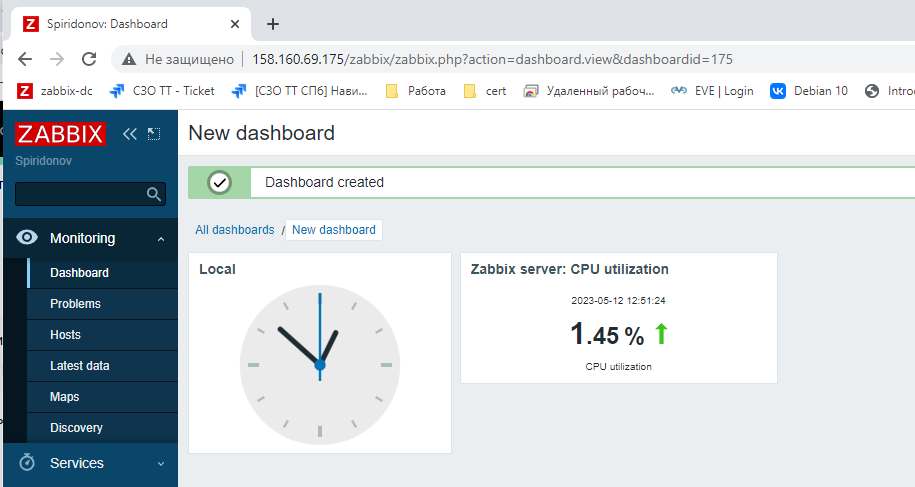 Spiridonov: Dashboard
Не защищено 158.160.69.175/zabbix/zabbix.php?action=dashboard.view&dashboardid=175
zabbix-dc СЗО ТТ - Ticket [СЗО ТТ СПб] Нави... Работа cert Удаленный рабоч... EVE | Login Debian 10 Introd
ZABBIX
Spiridonov
Monitoring
Dashboard
Problems
Hosts
Latest data
Maps
Discovery
Services
New dashboard
Dashboard created
All dashboards / New dashboard
Local
Zabbix server: CPU utilization
2023-05-12 12:51:24
1.45 %
CPU utilization